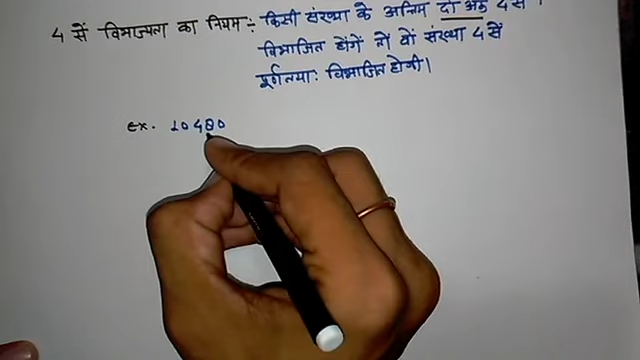 4 सें विभाज्यता का नियम :- किसी संख्या के अन्तिम दो अंक 4 से
विभाजित होंगें तों वों संख्या 4 सें
पूर्णतया: विभाजित होगी।
ex. 10480